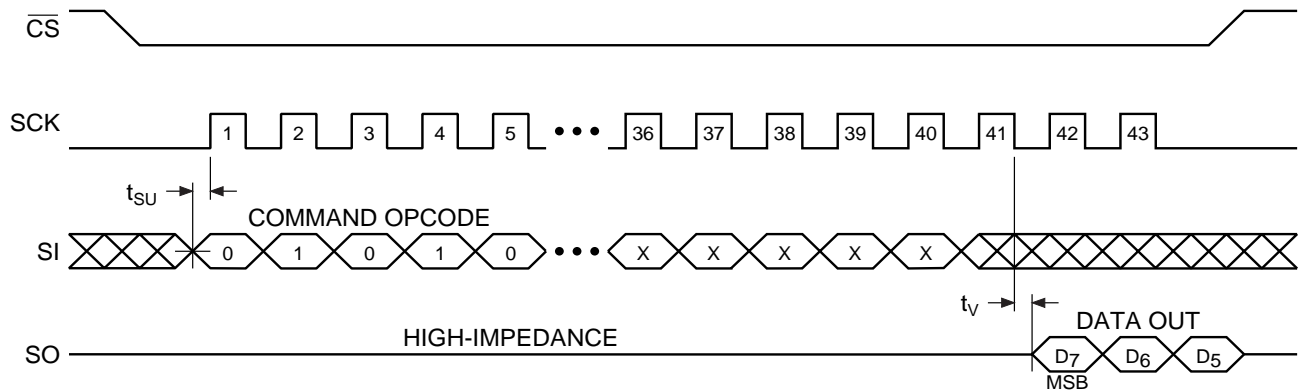 CS
SCK 1 2 3 4 5 ••• 36 37 38 39 40 41 42 43
tSU
COMMAND OPCODE
SI 0 1 0 1 0 ••• X X X X X
tV
HIGH-IMPEDANCE DATA OUT
SO D7 D6 D5
MSB